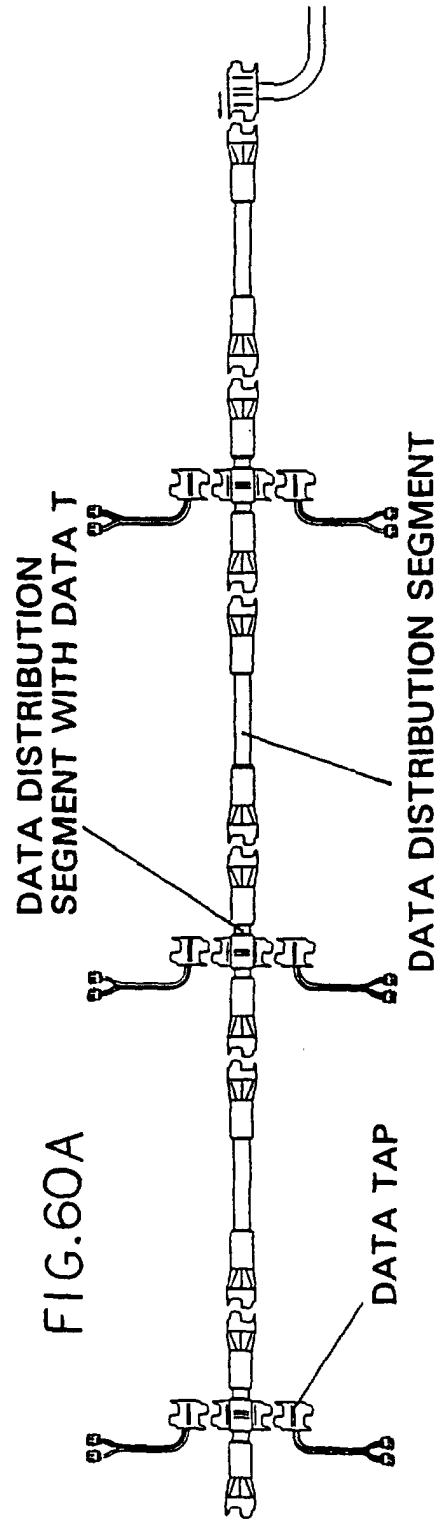 FIG.60A
DATA DISTRIBUTION
SEGMENT WITH DATA T
DATA TAP
DATA DISTRIBUTION SEGMENT